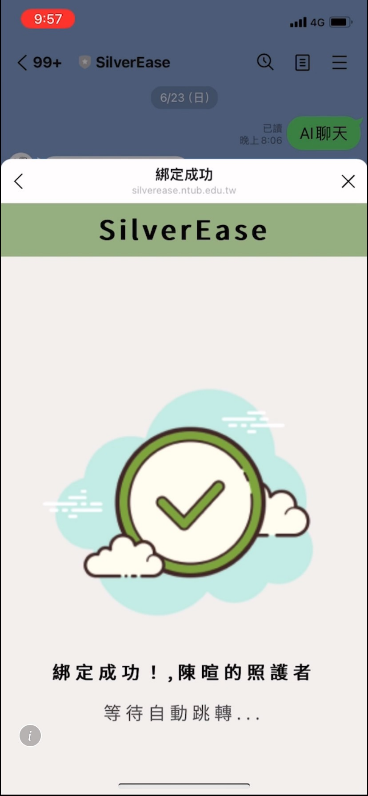 9:57
4G
99+
SilverEase
6/23 (日)
已讀
晚上 8:06
AI聊天
綁定成功
silverease.ntub.edu.tw
SilverEase
綁定成功！,陳暄的照護者
等待自動跳轉...
i